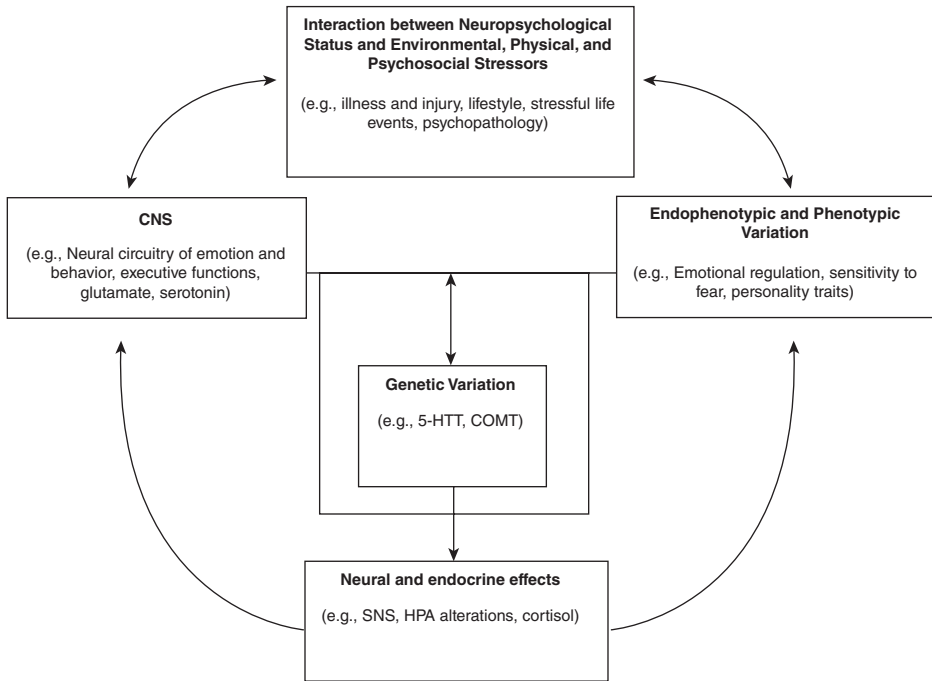 Interaction between Neuropsychological
Status and Environmental, Physical, and
Psychosocial Stressors
(e.g., illness and injury, lifestyle, stressful life
events, psychopathology)
CNS
(e.g., Neural circuitry of emotion and
behavior, executive functions,
glutamate, serotonin)
Endophenotypic and Phenotypic
Variation
(e.g., Emotional regulation, sensitivity to
fear, personality traits)
Genetic Variation
(e.g., 5-HTT, COMT)
Neural and endocrine effects
(e.g., SNS, HPA alterations, cortisol)